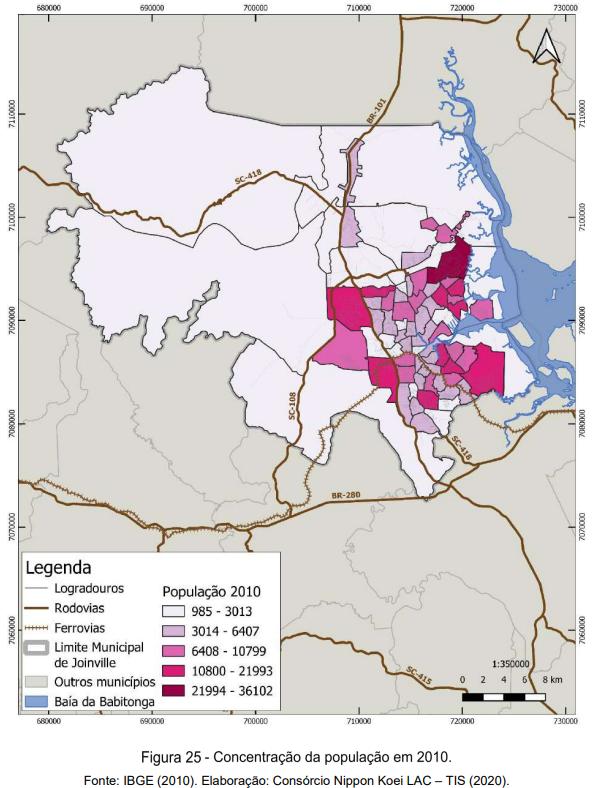 680000 690000 700000 710000 720000 730000
7110000
7110000
BR-101
SC-418
7100000
7100000
7090000
7090000
7080000
7080000
SC-108
SC-418
BR-280
7070000
7070000
Legenda
Logradouros
Rodovias
Ferrovias
Limite Municipal
de Joinville
Outros municípios
Baía da Babitonga
População 2010
985 - 3013
3014 - 6407
6408 - 10799
10800 - 21993
21994 - 36102
7060000
7060000
SC-415
1:350000
0 2 4 6 8 km
680000 690000 700000 710000 720000 730000
Figura 25 - Concentração da população em 2010.
Fonte: IBGE (2010). Elaboração: Consórcio Nippon Koei LAC – TIS (2020).